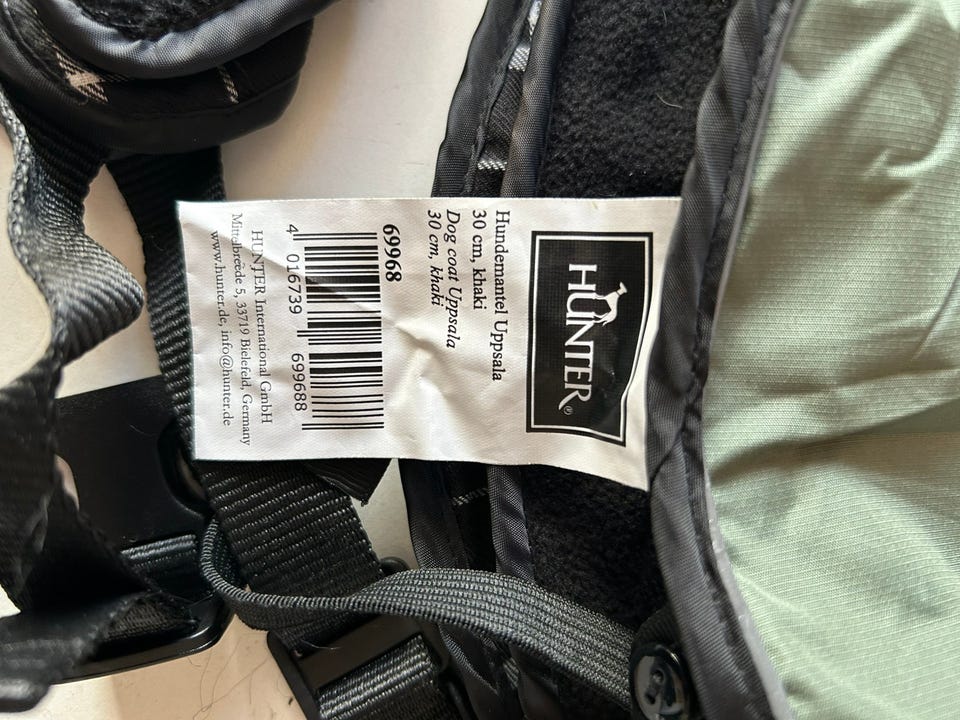 HUNTER®
Hundemantel Uppsala
30 cm, khaki
Dog coat Uppsala
30 cm, khaki
69968
4 016739 699688
HUNTER International GmbH
Mittelbreede 5, 33719 Bielefeld, Germany
www.hunter.de, info@hunter.de